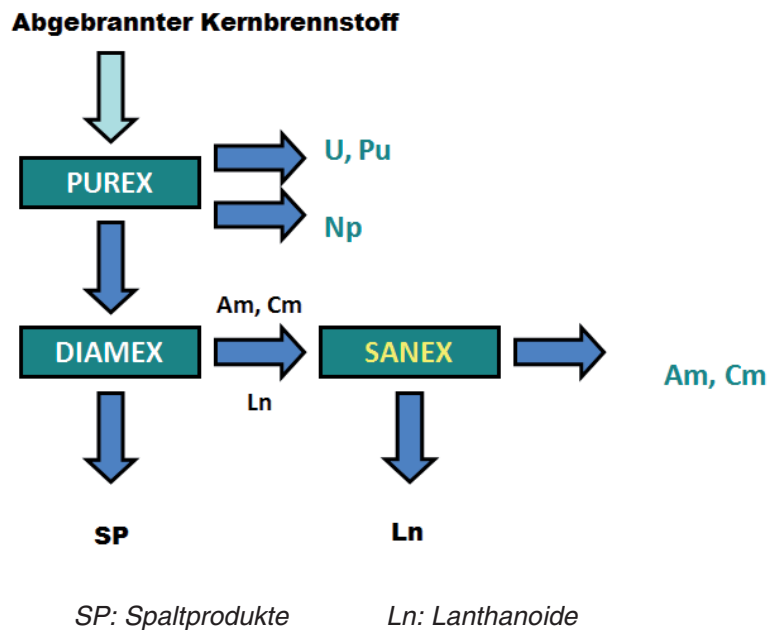 Abgebrannter Kernbrennstoff
U, Pu
PUREX
Np
Am, Cm
DIAMEX
SANEX
Am, Cm
Ln
SP
Ln
SP: Spaltprodukte
Ln: Lanthanoide